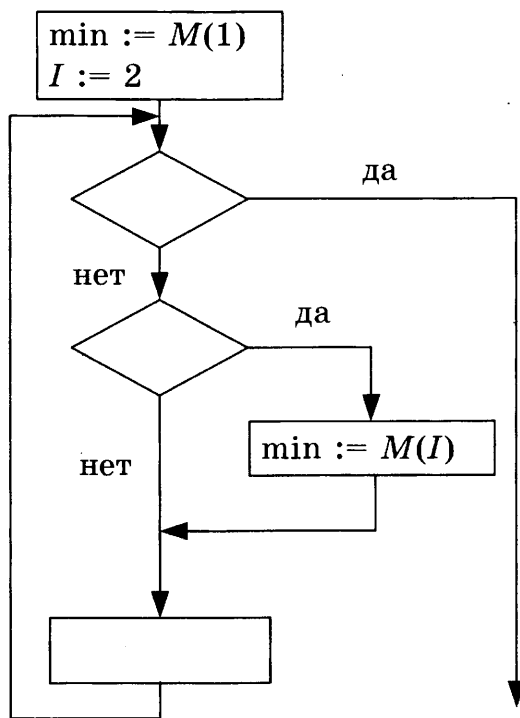 min := M(1)
I := 2
да
нет
да
min := M(I)
нет